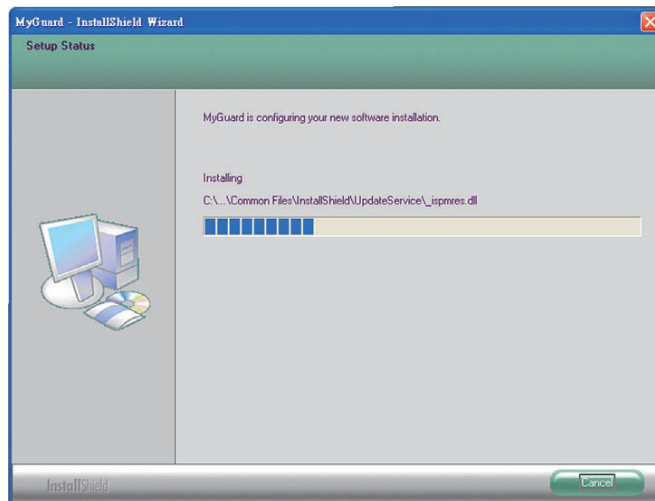 MyGuard - InstallShield Wizard
Setup Status
MyGuard is configuring your new software installation.
Installing
C:\...\Common Files\InstallShield\UpdateService\_ispmres.dll
InstallShield
Cancel